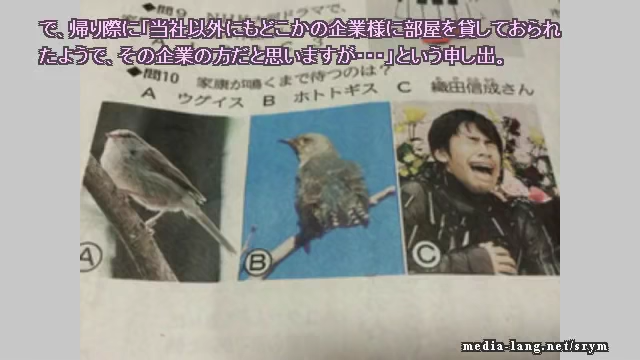 で、帰り際に「当社以外にもどこかの企業様に部屋を貸しておられ
たようで、その企業の方だと思いますが・・・」という申し出。
◆問10 家康が鳴くまで待つのは?
A ウグイス B ホトトギス C 織田信成さん
A
B
C
media-lang.net/srym